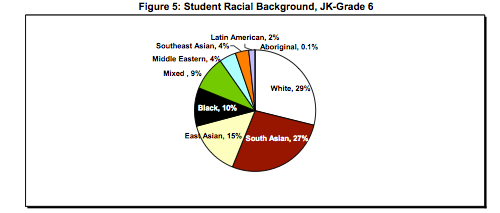 Figure 5: Student Racial Background, JK-Grade 6
Latin American, 2%
Southeast Asian, 4%
Aboriginal, 0.1%
Middle Eastern, 4%
Mixed , 9%
White, 29%
Black, 10%
East Asian, 15%
South Asian, 27%